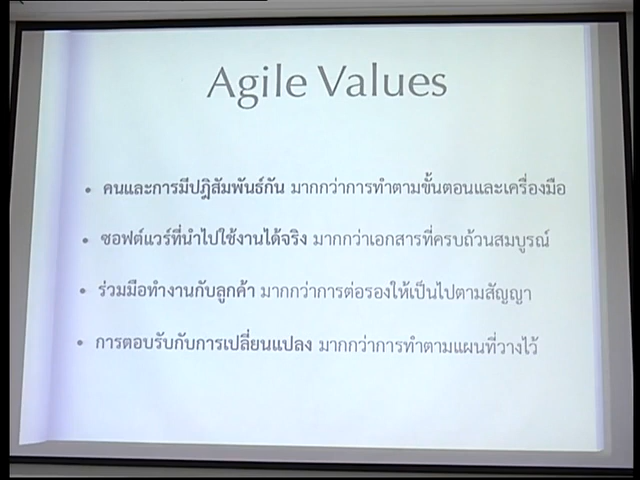 Agile Values
• คนและการมีปฎิสัมพันธ์กัน มากกว่าการทำตามขั้นตอนและเครื่องมือ
• ซอฟต์แวร์ที่นำไปใช้งานได้จริง มากกว่าเอกสารที่ครบถ้วนสมบูรณ์
• ร่วมมือทำงานกับลูกค้า มากกว่าการต่อรองให้เป็นไปตามสัญญา
• การตอบรับกับการเปลี่ยนแปลง มากกว่าการทำตามแผนที่วางไว้